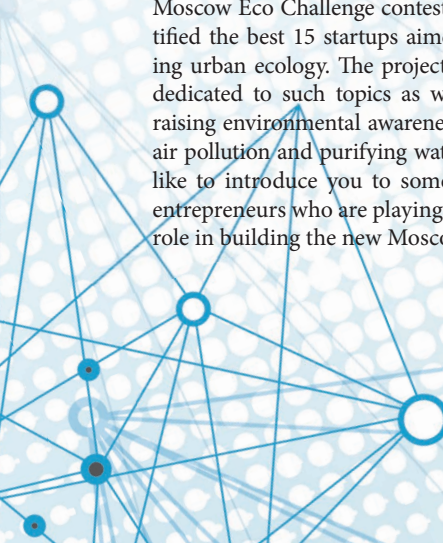 Moscow Eco Challenge contest
tified the best 15 startups aime
ing urban ecology. The project
dedicated to such topics as w
raising environmental awarene
air pollution and purifying wat
like to introduce you to some
entrepreneurs who are playing
role in building the new Mosco